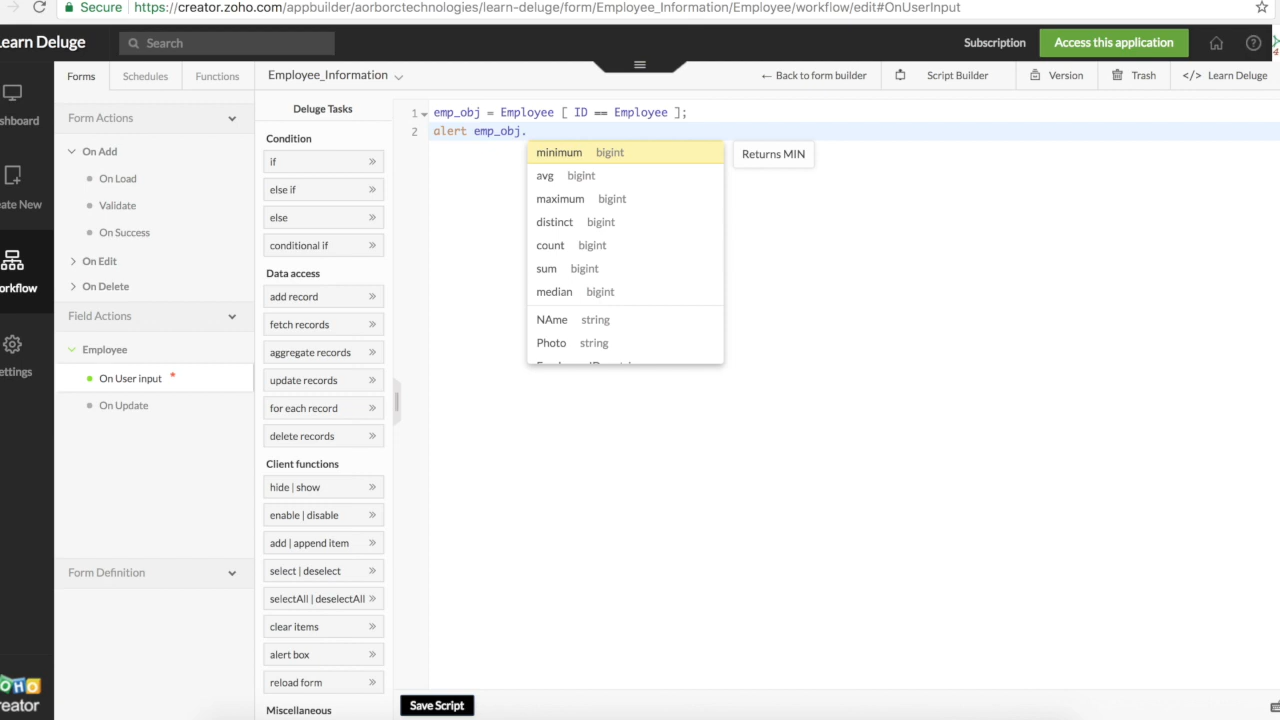 Secure https://creator.zoho.com/appbuilder/aorborctechnologies/learn-deluge/form/Employee_Information/Employee/workflow/edit#OnUserInput
earn Deluge
Search
Subscription
Access this application
Forms
Schedules
Functions
Employee_Information
← Back to form builder
Script Builder
Version
Trash
</> Learn Deluge
shboard
eate New
orkflow
ettings
Form Actions
On Add
On Load
Validate
On Success
On Edit
On Delete
Field Actions
Employee
On User input *
On Update
Form Definition
Deluge Tasks
Condition
if
else if
else
conditional if
Data access
add record
fetch records
aggregate records
update records
for each record
delete records
Client functions
hide | show
enable | disable
add | append item
select | deselect
selectAll | deselectAll
clear items
alert box
reload form
Miscellaneous
1 emp_obj = Employee [ ID == Employee ];
2 alert emp_obj.
minimum bigint
avg bigint
maximum bigint
distinct bigint
count bigint
sum bigint
median bigint
NAme string
Photo string
Returns MIN
Save Script
OHO
reator